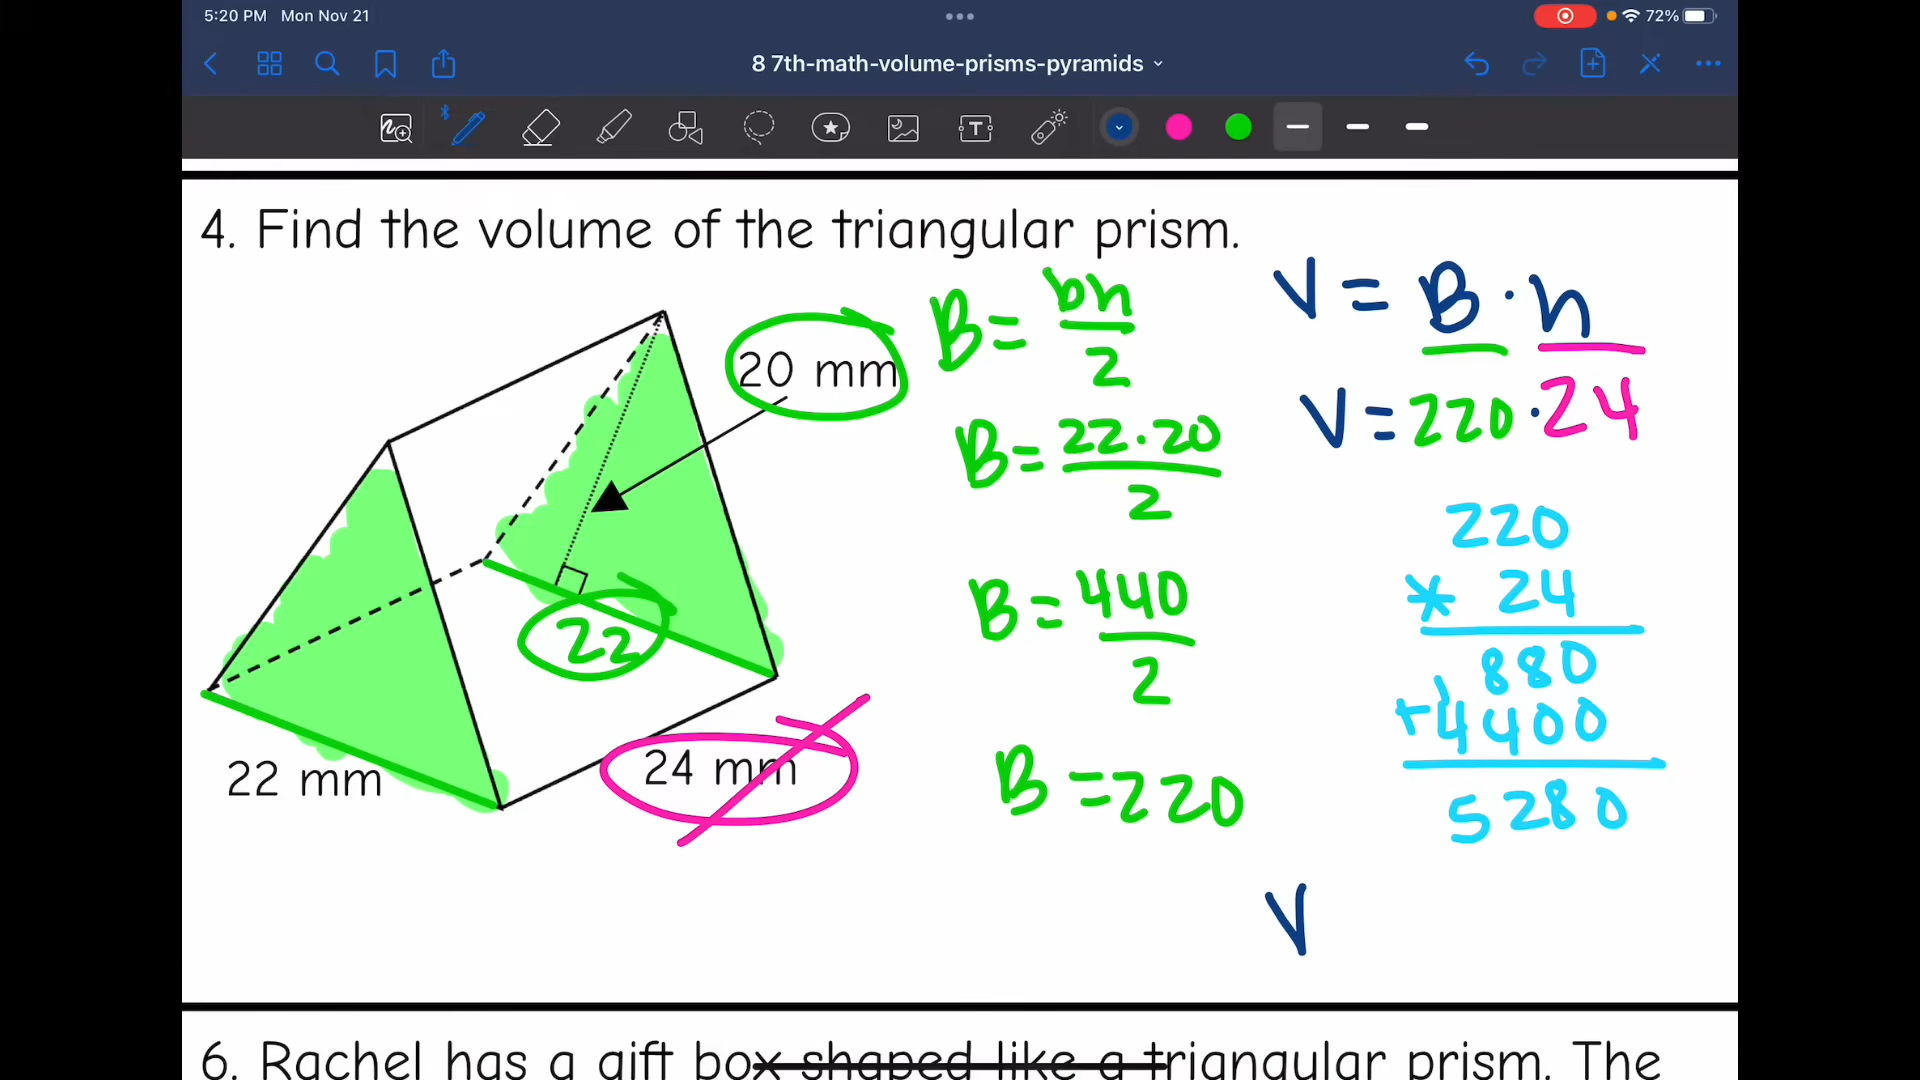 5:20 PM Mon Nov 21
72%
8 7th-math-volume-prisms-pyramids
T
4. Find the volume of the triangular prism.
20 mm
22
22 mm
24 mm
B = bh/2
B = 22·20/2
B = 440/2
B = 220
V = B·h
V = 220·24
220
* 24
880
1
+4400
5280
V
6. Rachel has a gift box shaped like a triangular prism. The